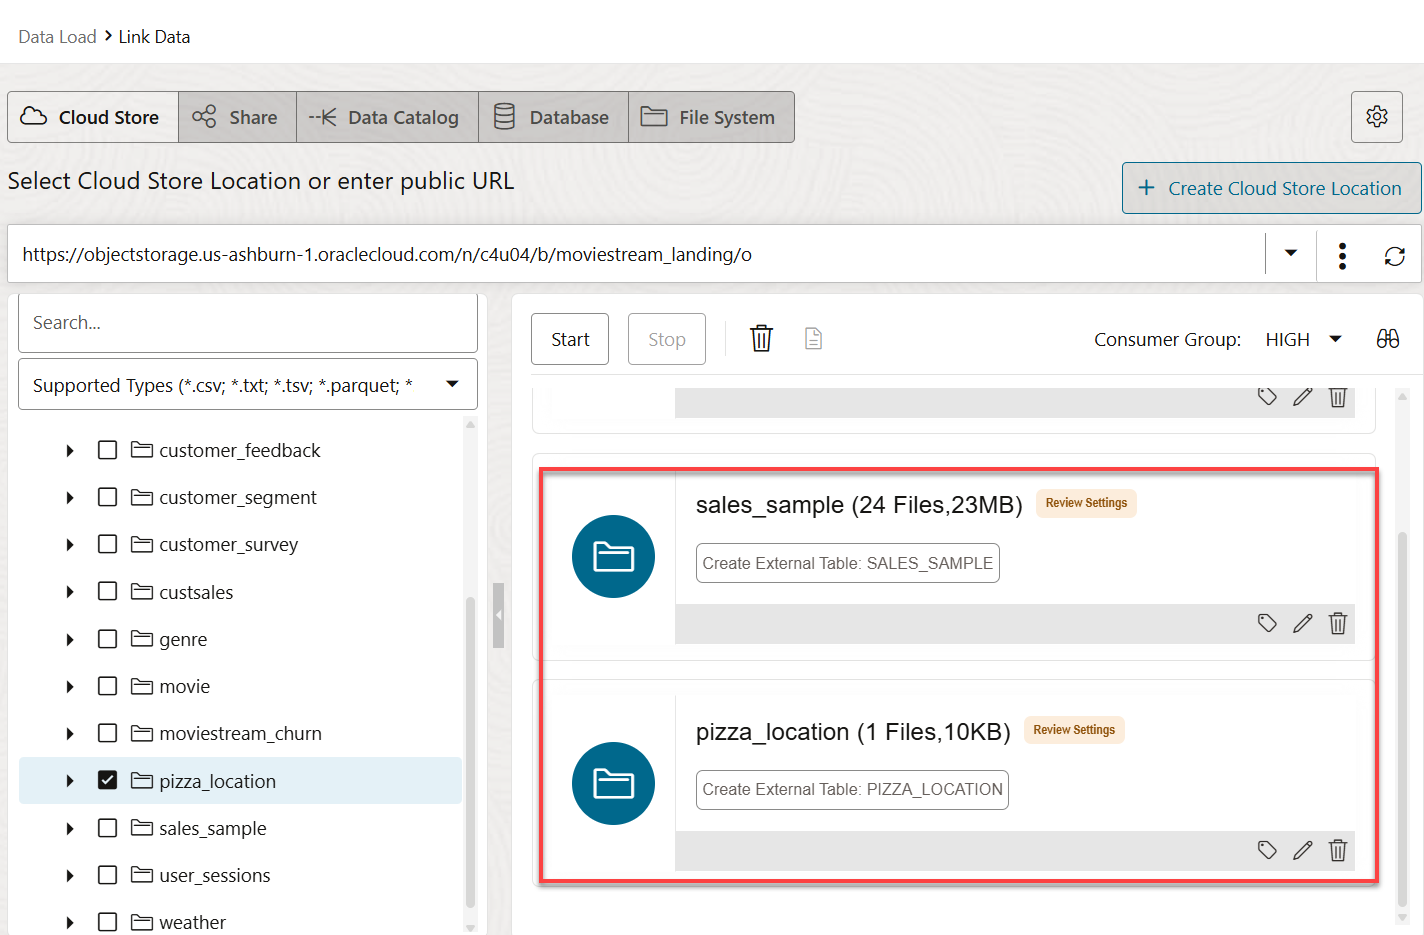 Data Load > Link Data
Cloud Store
Share
Data Catalog
Database
File System
Select Cloud Store Location or enter public URL
+ Create Cloud Store Location
https://objectstorage.us-ashburn-1.oraclecloud.com/n/c4u04/b/moviestream_landing/o
Search...
Supported Types (*.csv; *.txt; *.tsv; *.parquet; *
customer_feedback
customer_segment
customer_survey
custsales
genre
movie
moviestream_churn
pizza_location
sales_sample
user_sessions
weather
Start
Stop
Consumer Group: HIGH
sales_sample (24 Files,23MB) Review Settings
Create External Table: SALES_SAMPLE
pizza_location (1 Files,10KB) Review Settings
Create External Table: PIZZA_LOCATION